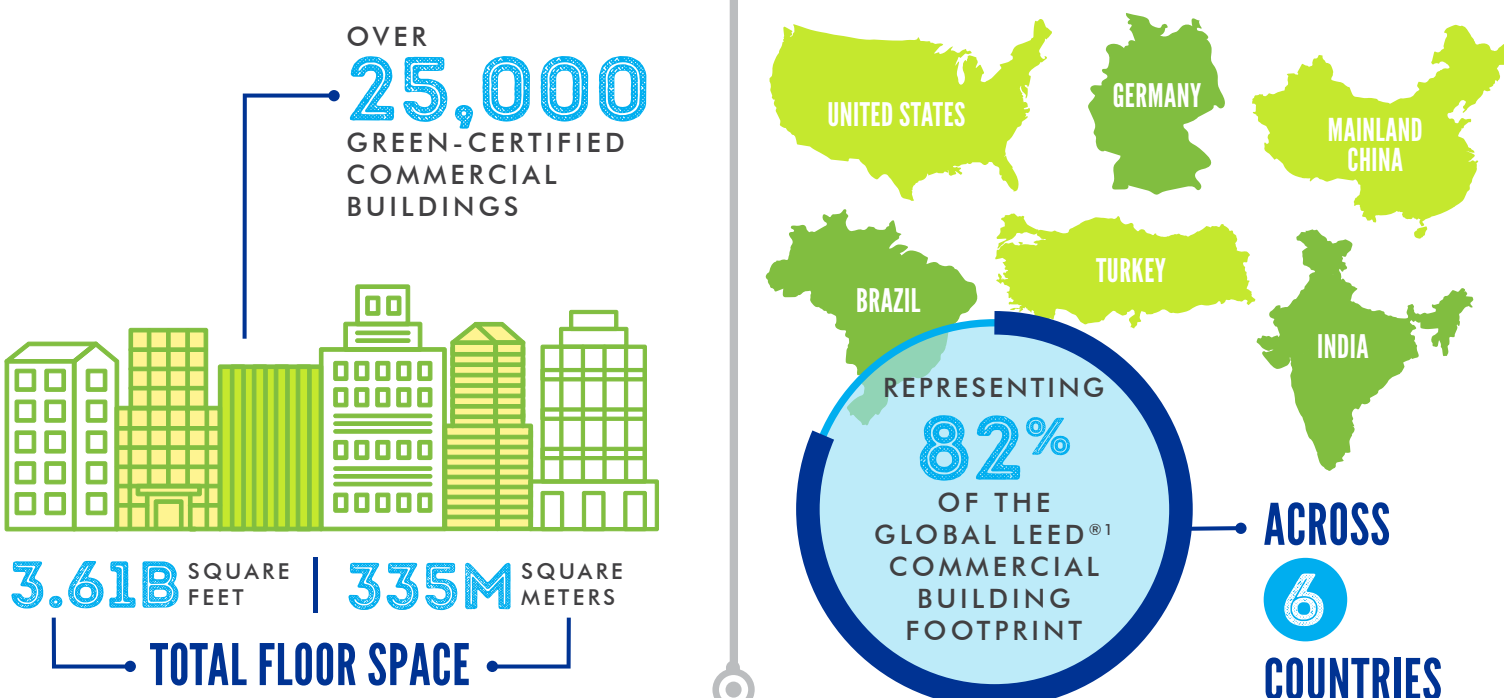 OVER
25,000
GREEN-CERTIFIED
COMMERCIAL
BUILDINGS
3.61B SQUARE
FEET
335M SQUARE
METERS
TOTAL FLOOR SPACE
UNITED STATES
GERMANY
MAINLAND
CHINA
BRAZIL
TURKEY
INDIA
REPRESENTING
82%
OF THE
GLOBAL LEED®1
COMMERCIAL
BUILDING
FOOTPRINT
ACROSS
6
COUNTRIES